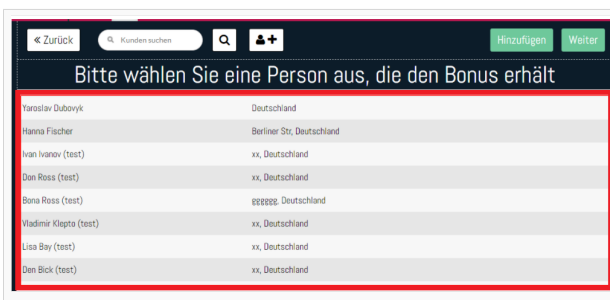 « Zurück Kunden suchen Hinzufügen Weiter
Bitte wählen Sie eine Person aus, die den Bonus erhält
Yaroslav Dubovyk Deutschland
Hanna Fischer Berliner Str, Deutschland
Ivan Ivanov (test) xx, Deutschland
Don Ross (test) xx, Deutschland
Bona Ross (test) gggggg, Deutschland
Vladimir Klepto (test) xx, Deutschland
Lisa Bay (test) xx, Deutschland
Den Bick (test) xx, Deutschland